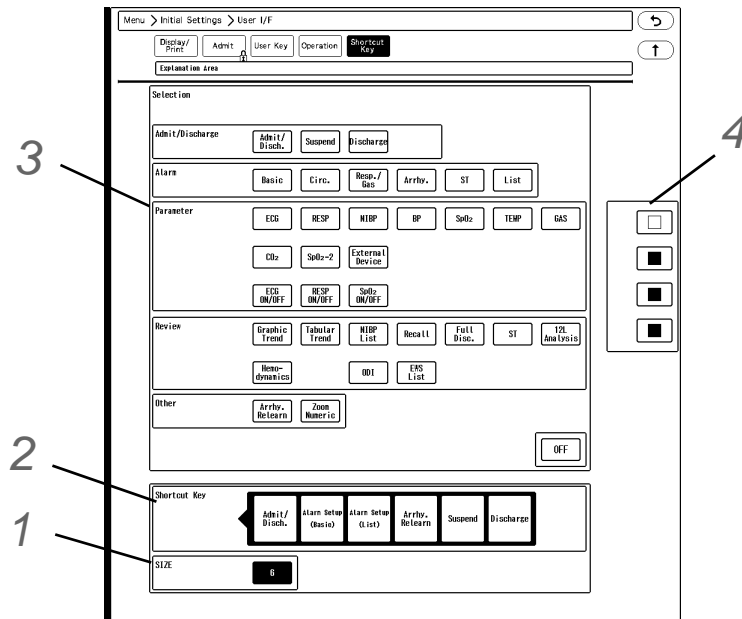 Menu > Initial Settings > User I/F
Display/
Print
Admit
User Key
Operation
Shortcut
Key
Explanation Area
Selection
Admit/Discharge
Admit/
Disch.
Suspend
Discharge
Alarm
Basic
Circ.
Resp./
Gas
Arrhy.
ST
List
Parameter
ECG
RESP
NIBP
BP
SpO₂
TEMP
GAS
CO₂
SpO₂-2
External
Device
ECG
ON/OFF
RESP
ON/OFF
SpO₂
ON/OFF
Review
Graphic
Trend
Tabular
Trend
NIBP
List
Recall
Full
Disc.
ST
12L
Analysis
Hemo-
dynamics
ODI
EWS
List
Other
Arrhy.
Relearn
Zoom
Numeric
OFF
Shortcut Key
Admit/
Disch.
Alarm Setup
(Basic)
Alarm Setup
(List)
Arrhy.
Relearn
Suspend
Discharge
SIZE
6
3
4
2
1